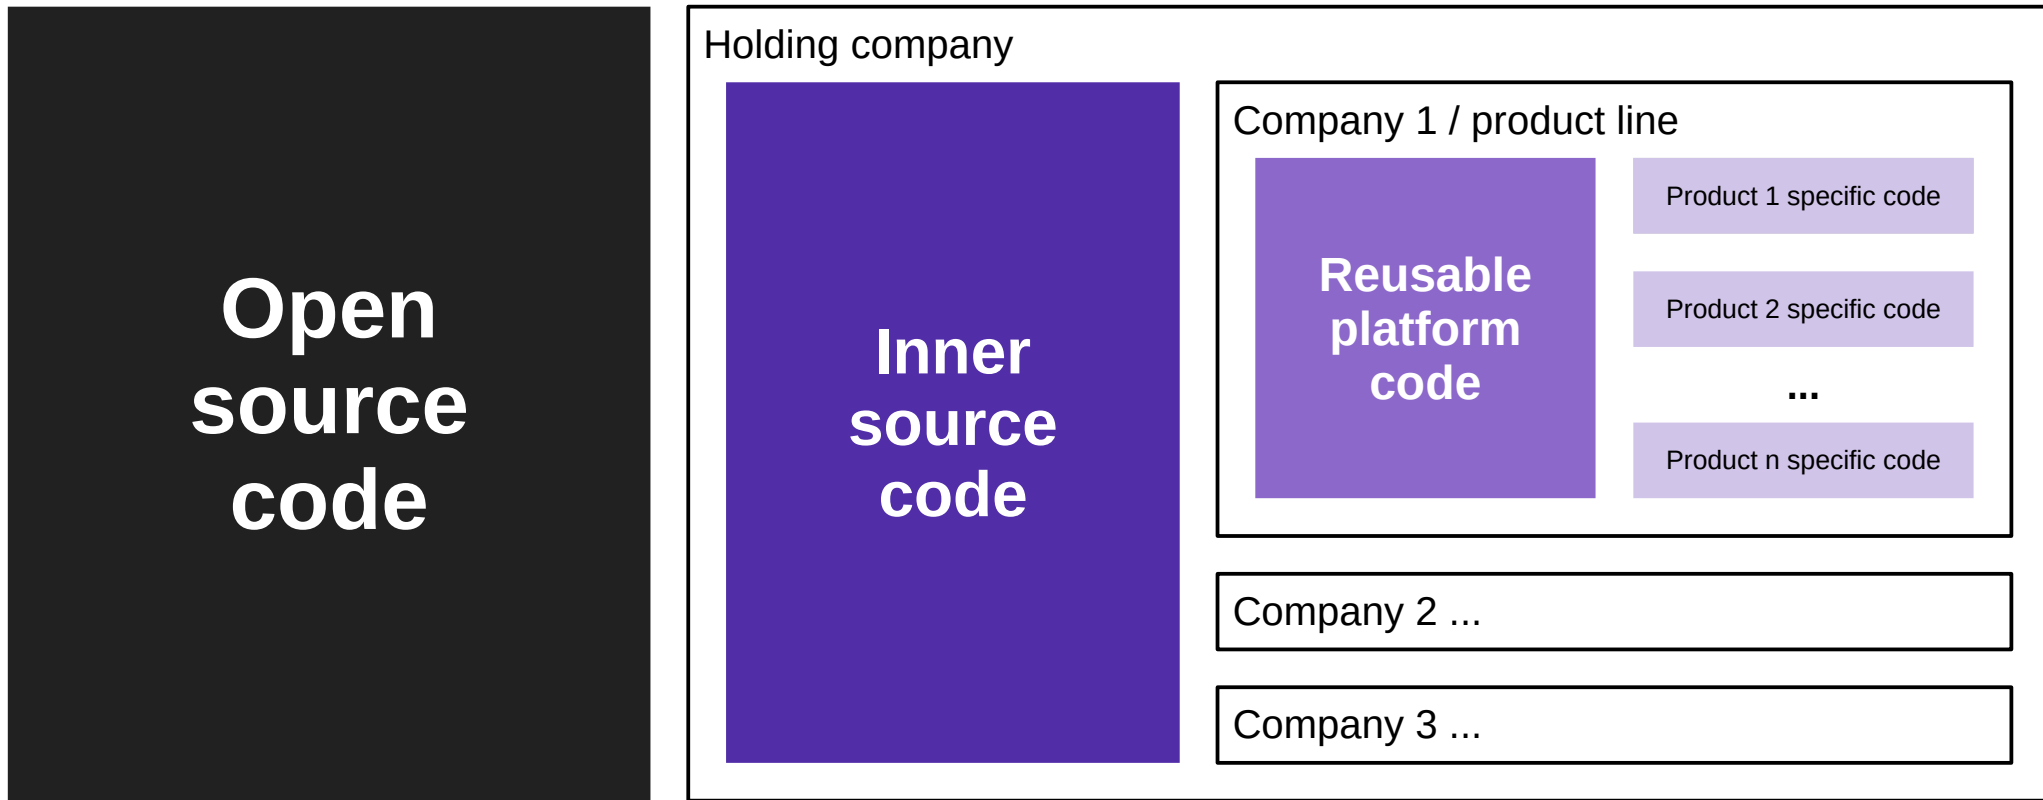 Open
source
code
Holding company
Inner
source
code
Company 1 / product line
Reusable
platform
code
Product 1 specific code
Product 2 specific code
...
Product n specific code
Company 2 ...
Company 3 ...